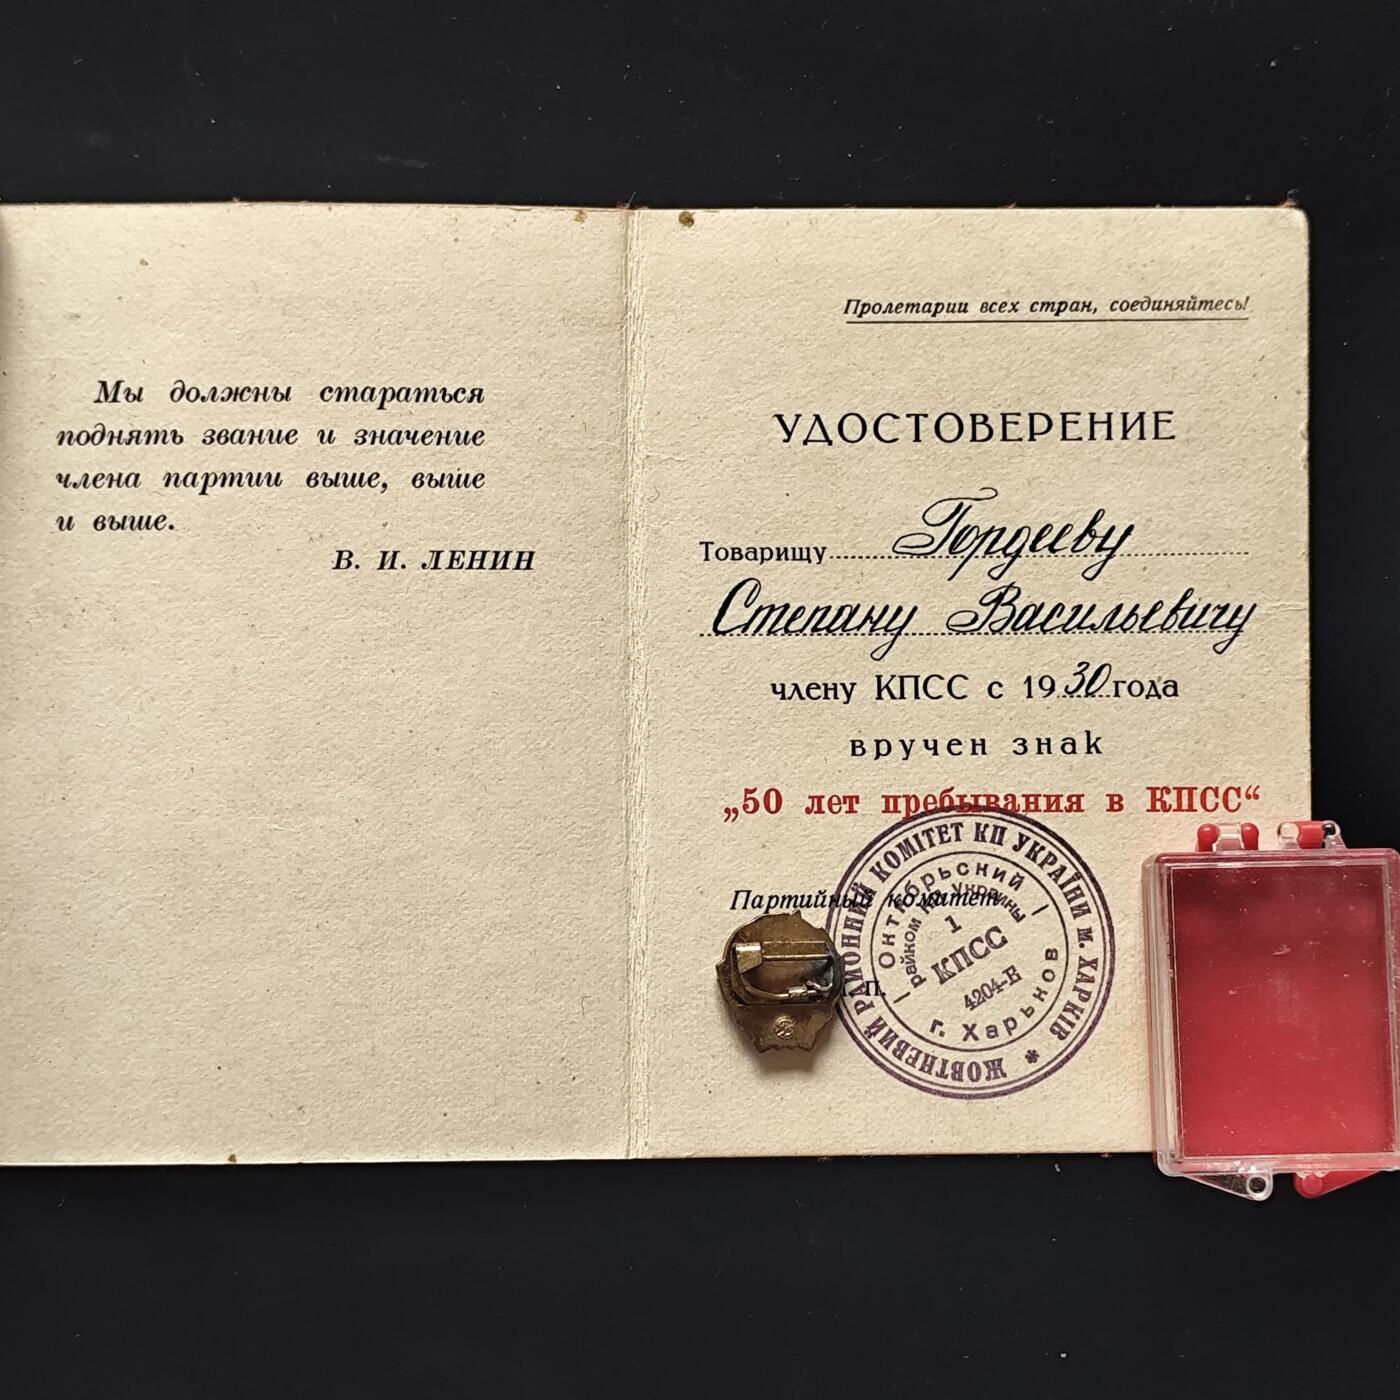 Мы должны стараться
поднять звание и значение
члена партии выше, выше
и выше.
В. И. ЛЕНИН
Пролетарии всех стран, соединяйтесь!
УДОСТОВЕРЕНИЕ
Товарищу Гордееву
Степану Васильевичу
члену КПСС с 1930 года
вручен знак
„50 лет пребывания в КПСС“
Партийный комитет
П.
ЖОВТНЕВИЙ РАЙОННИЙ КОМІТЕТ КП УКРАЇНИ м. ХАРКІВ *
Октябрьский
райком КП Украины
1
КПСС
4204-Е
г. Харьков